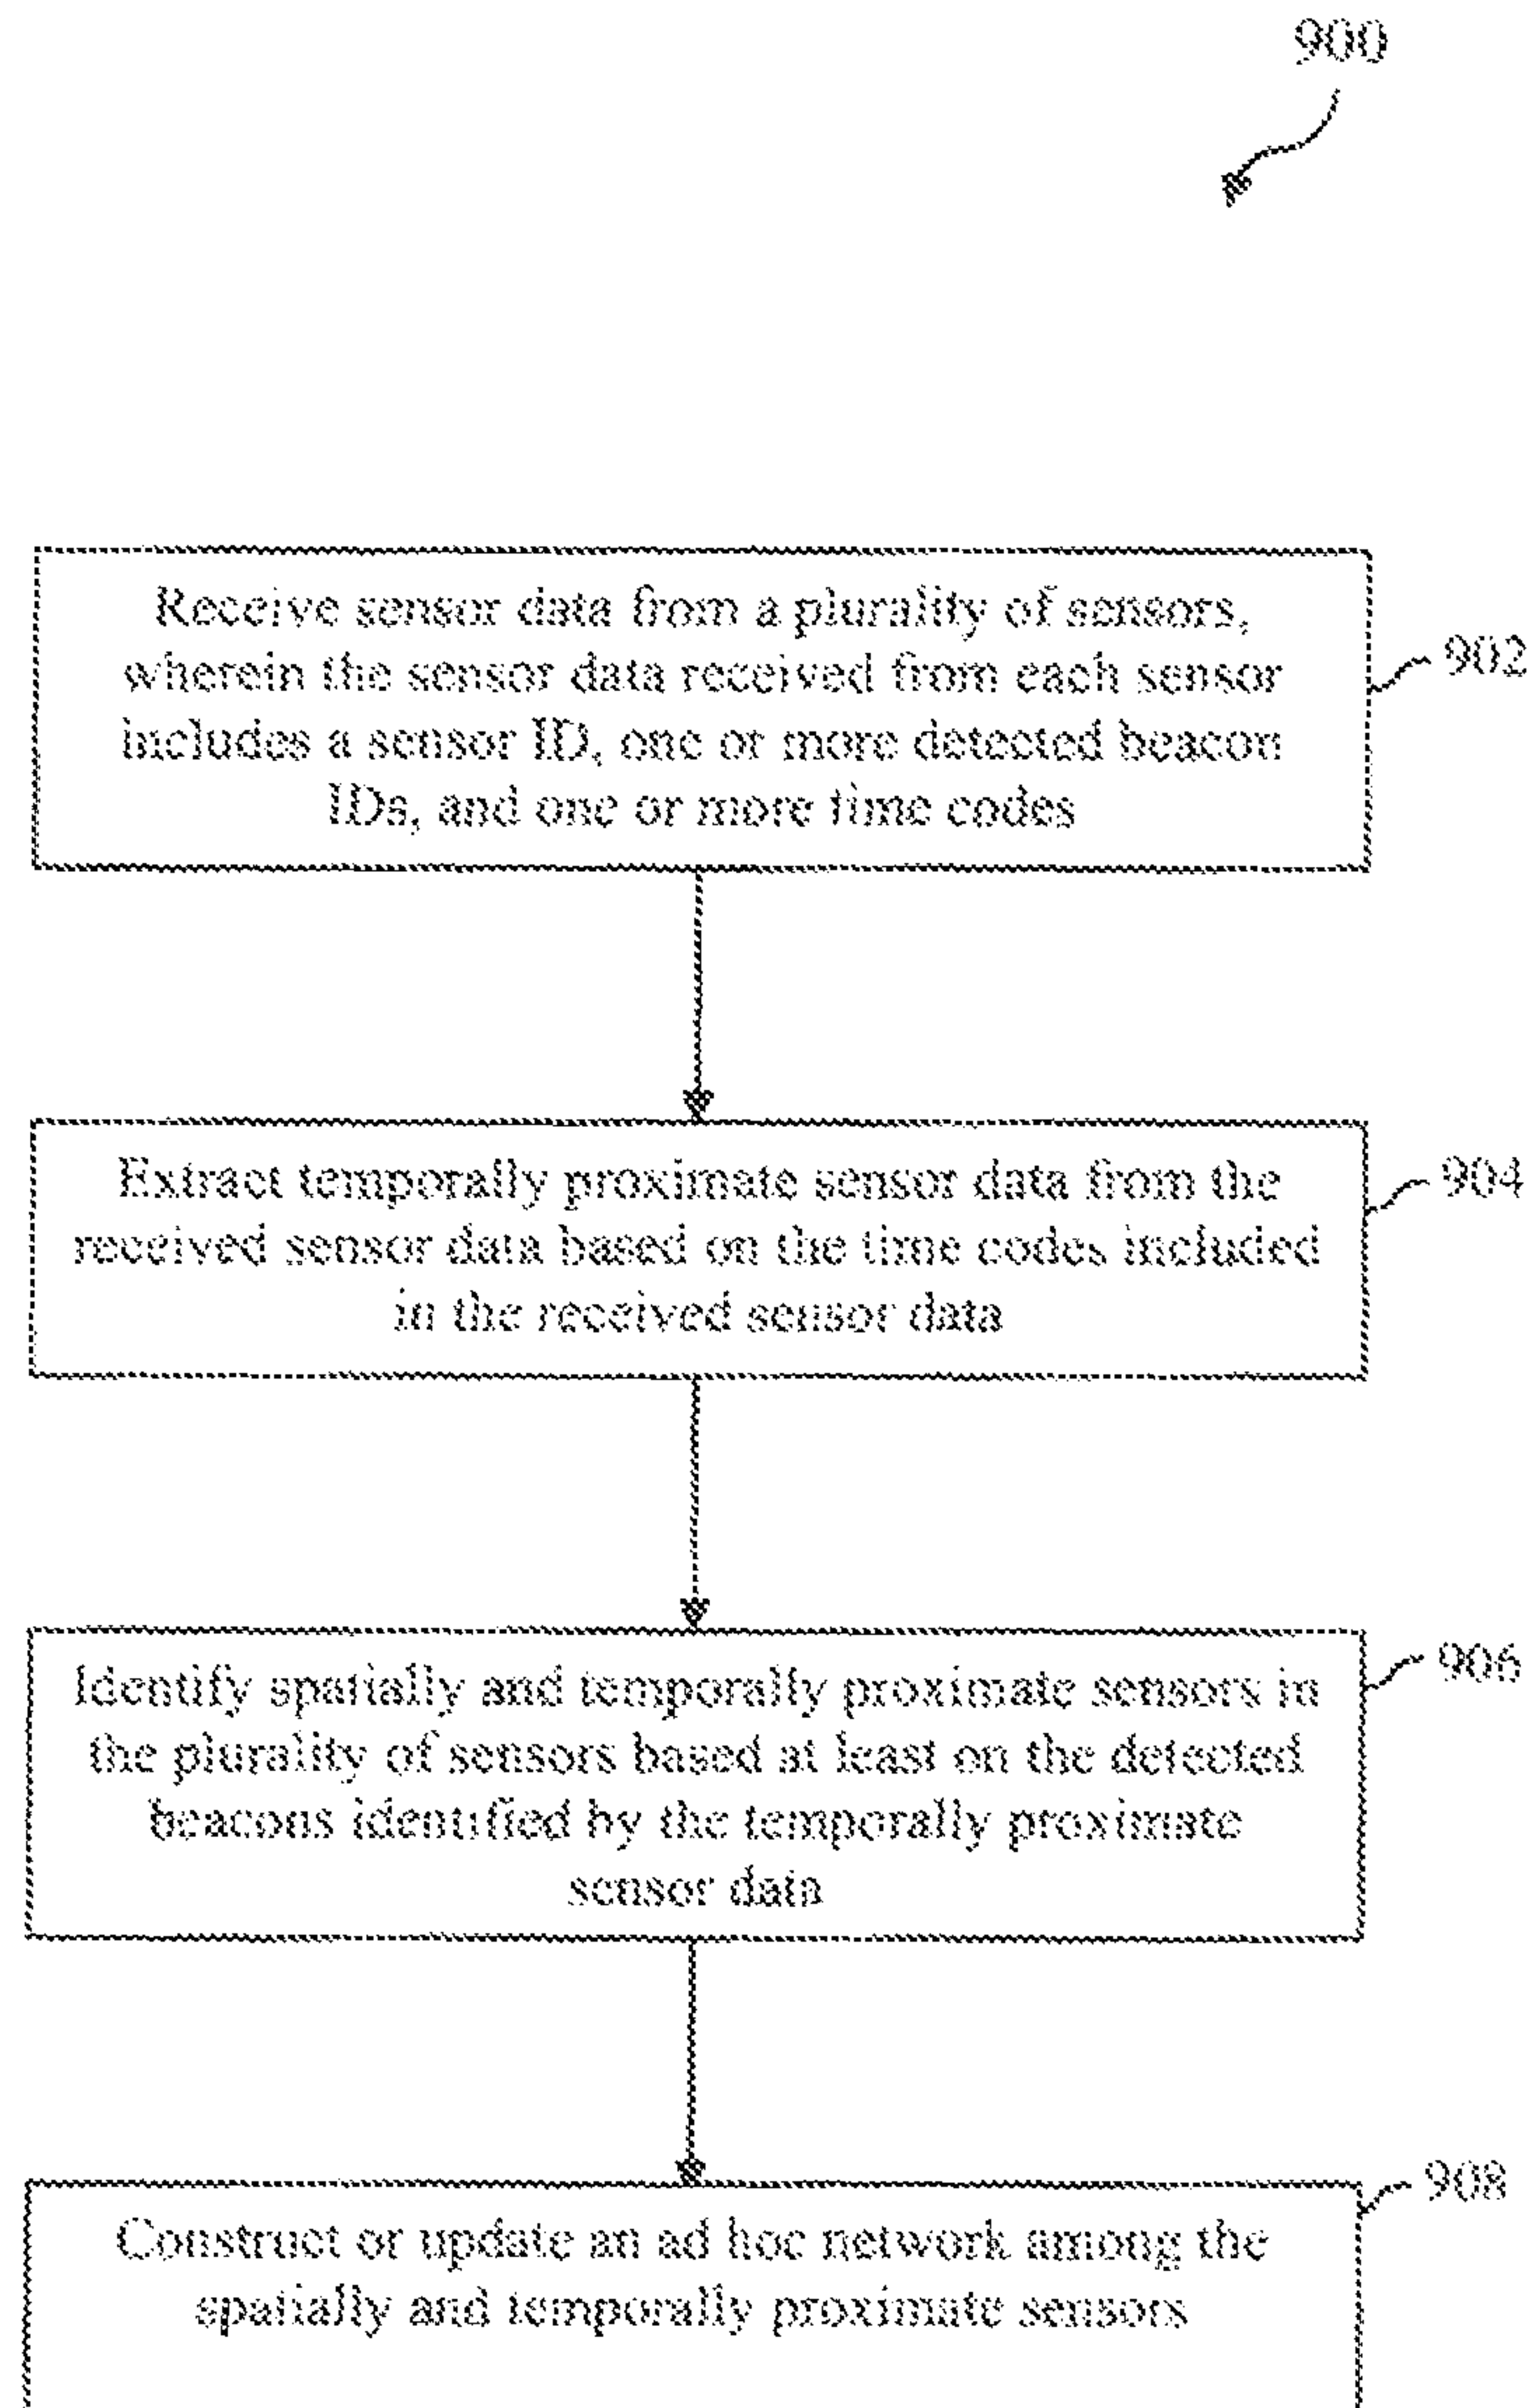 900
Receive sensor data from a plurality of sensors,
wherein the sensor data received from each sensor
includes a sensor ID, one or more detected beacon
IDs, and one or more time codes
902
Extract temporally proximate sensor data from the
received sensor data based on the time codes included
in the received sensor data
904
Identify spatially and temporally proximate sensors in
the plurality of sensors based at least on the detected
beacons identified by the temporally proximate
sensor data
906
Construct or update an ad hoc network among the
spatially and temporally proximate sensors
908